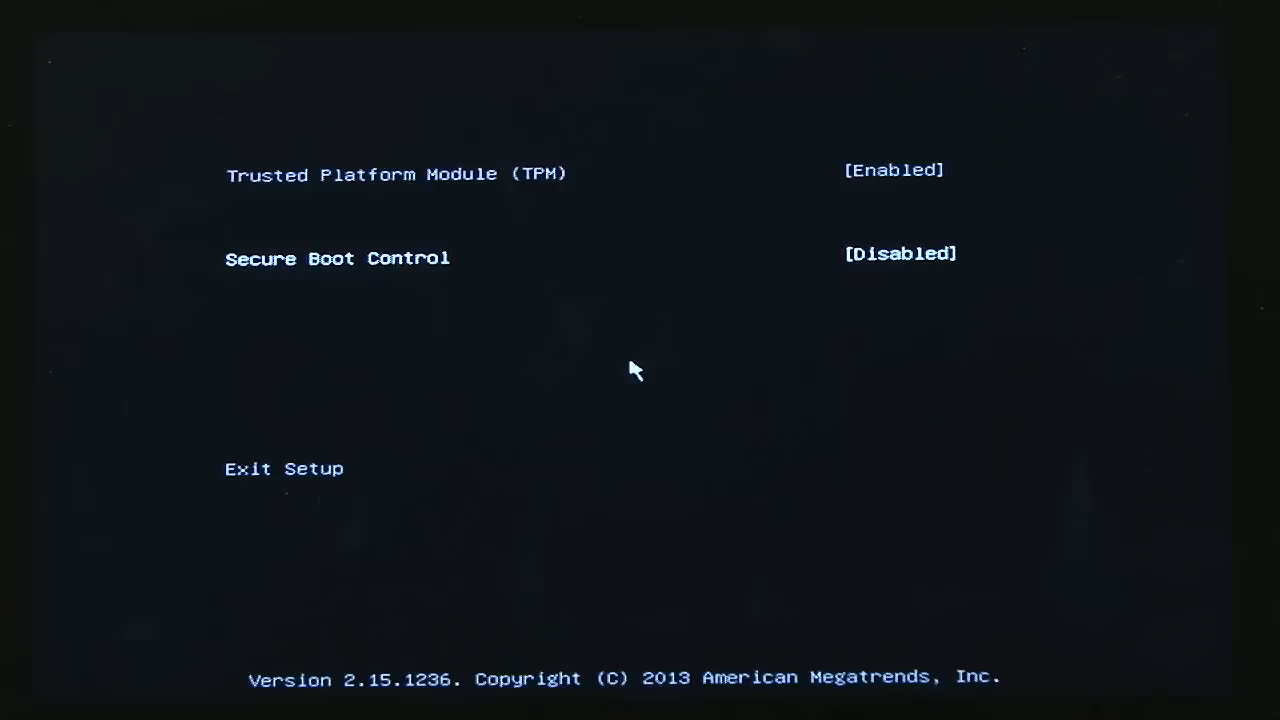 Trusted Platform Module (TPM) [Enabled]
Secure Boot Control [Disabled]
Exit Setup
Version 2.15.1236. Copyright (C) 2013 American Megatrends, Inc.